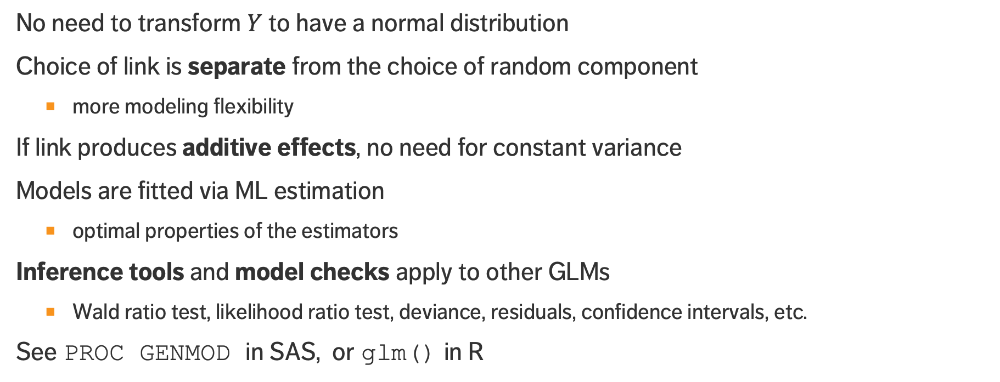 No need to transform Y to have a normal distribution
Choice of link is separate from the choice of random component
more modeling flexibility
If link produces additive effects, no need for constant variance
Models are fitted via ML estimation
optimal properties of the estimators
Inference tools and model checks apply to other GLMs
Wald ratio test, likelihood ratio test, deviance, residuals, confidence intervals, etc.
See PROC GENMOD in SAS, or glm() in R